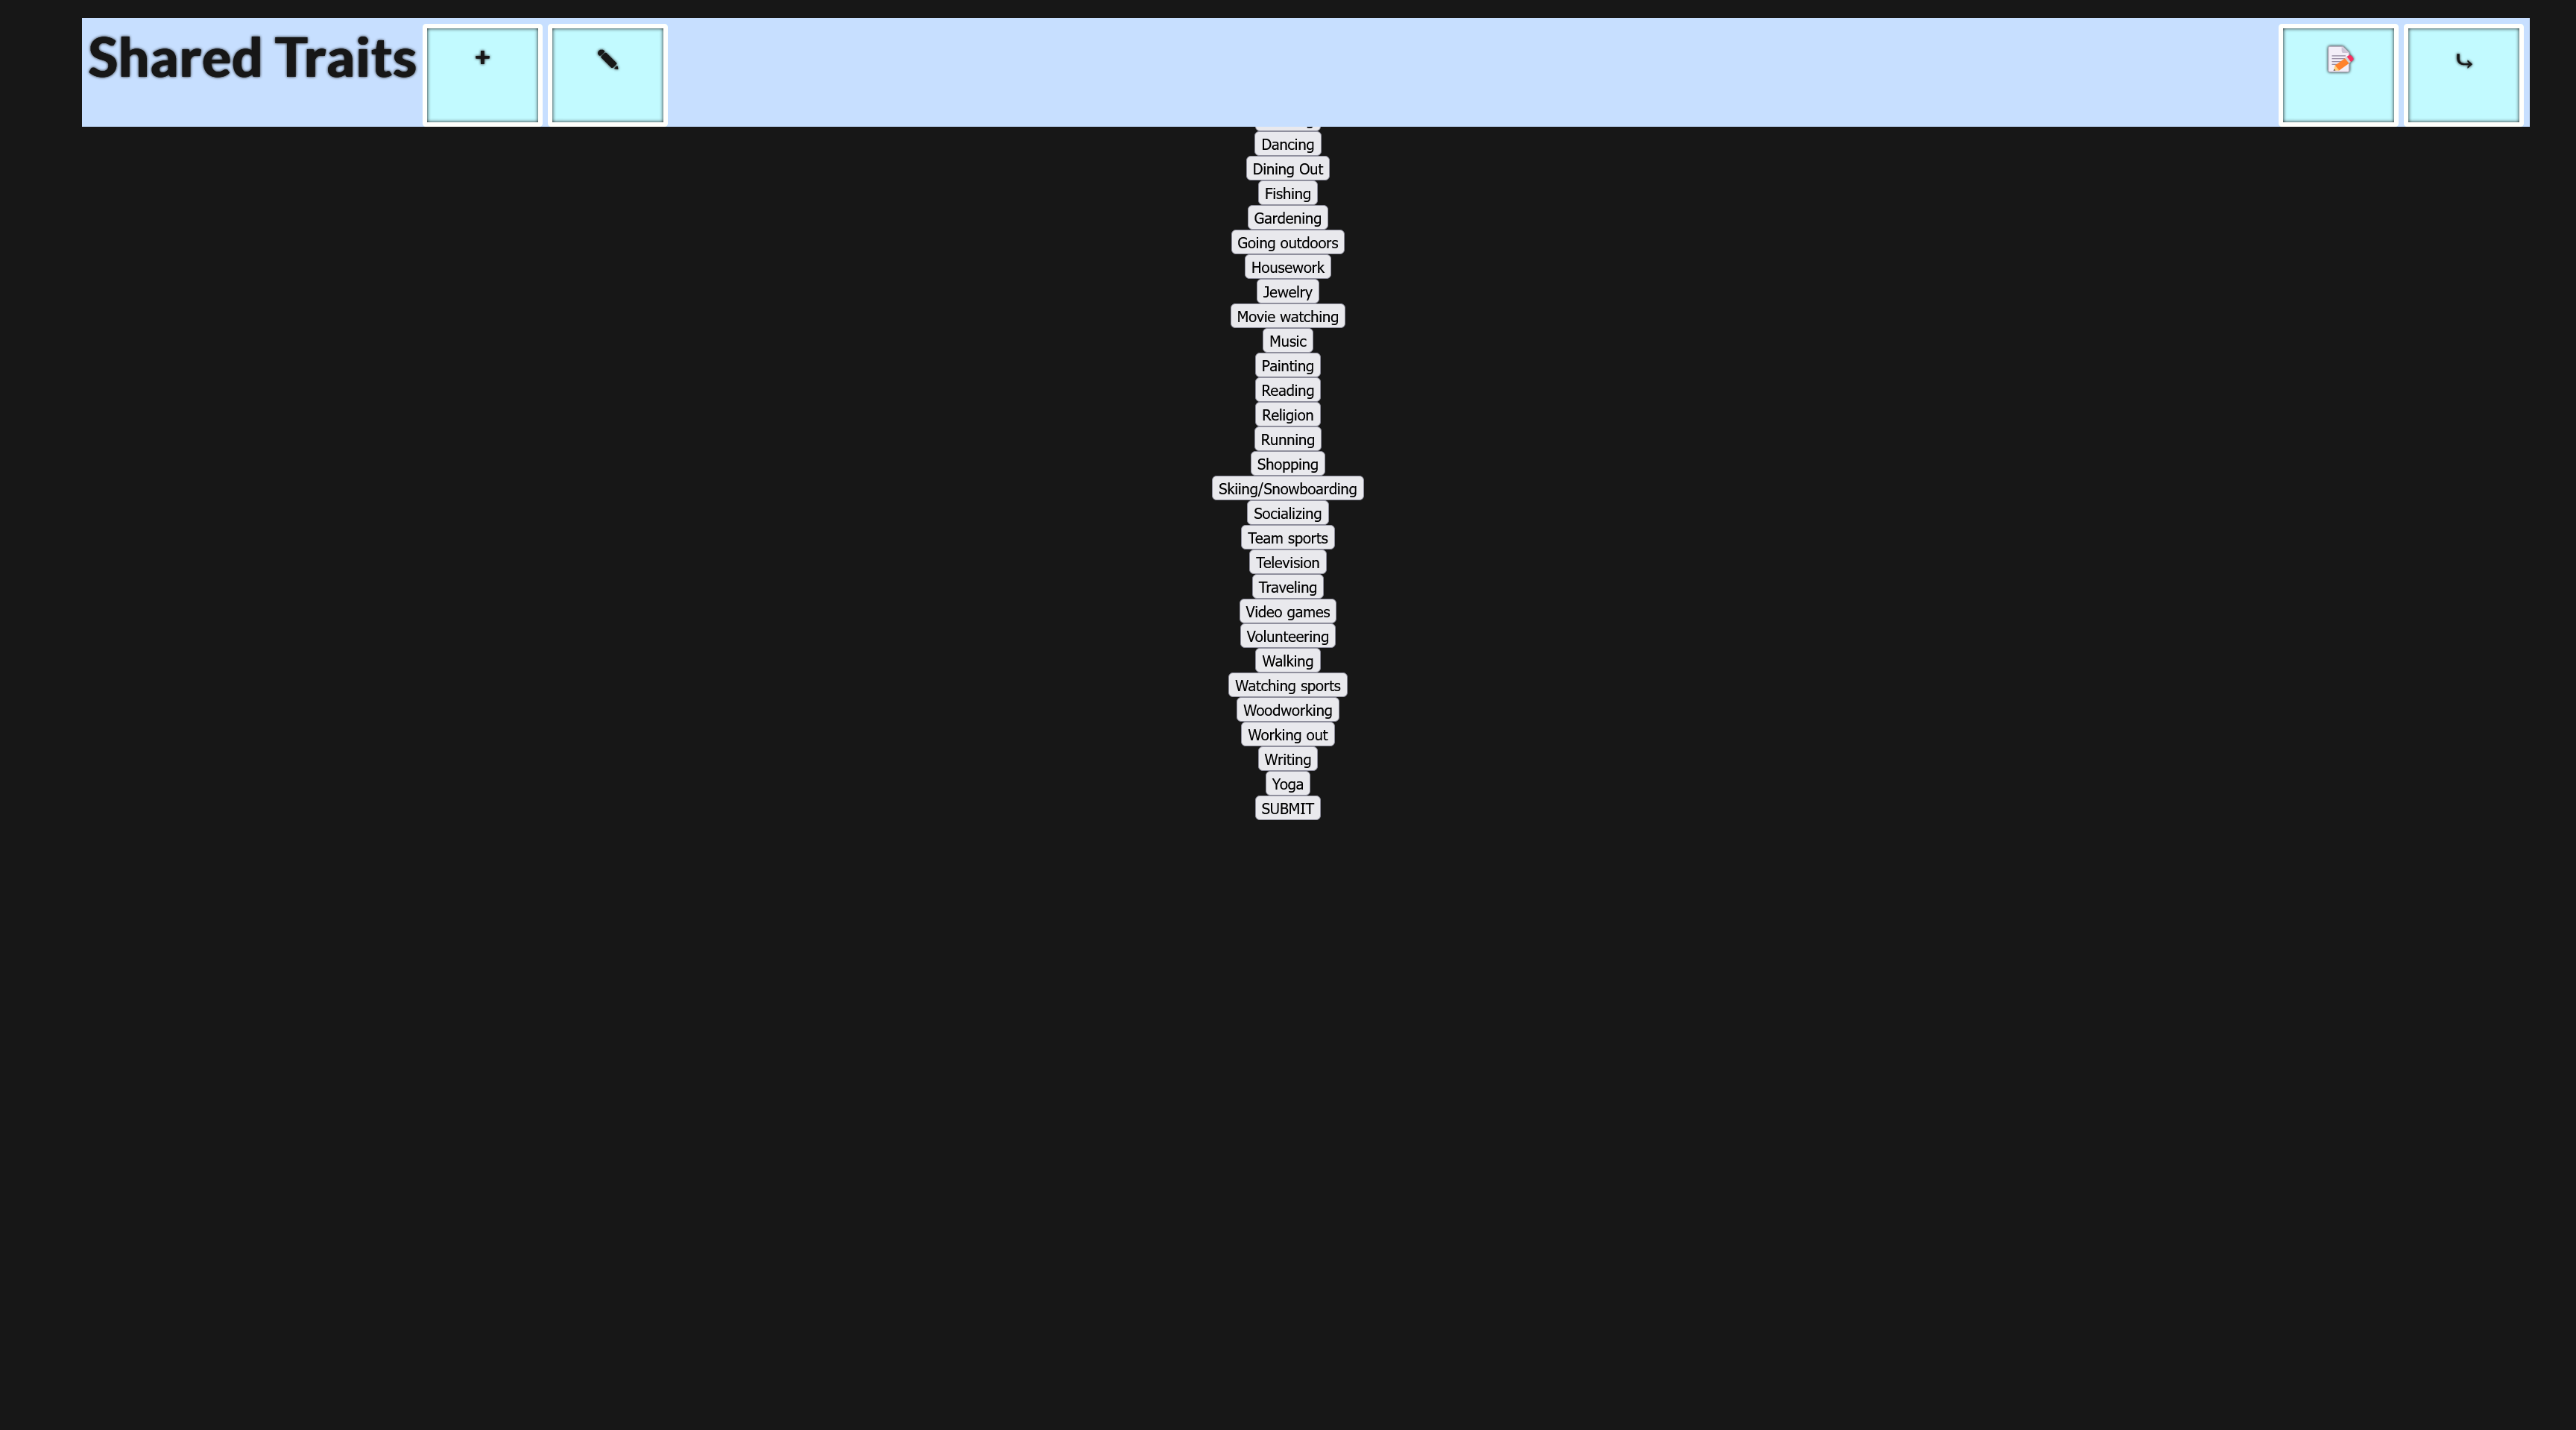 Shared Traits
Dancing
Dining Out
Fishing
Gardening
Going outdoors
Housework
Jewelry
Movie watching
Music
Painting
Reading
Religion
Running
Shopping
Skiing/Snowboarding
Socializing
Team sports
Television
Traveling
Video games
Volunteering
Walking
Watching sports
Woodworking
Working out
Writing
Yoga
SUBMIT